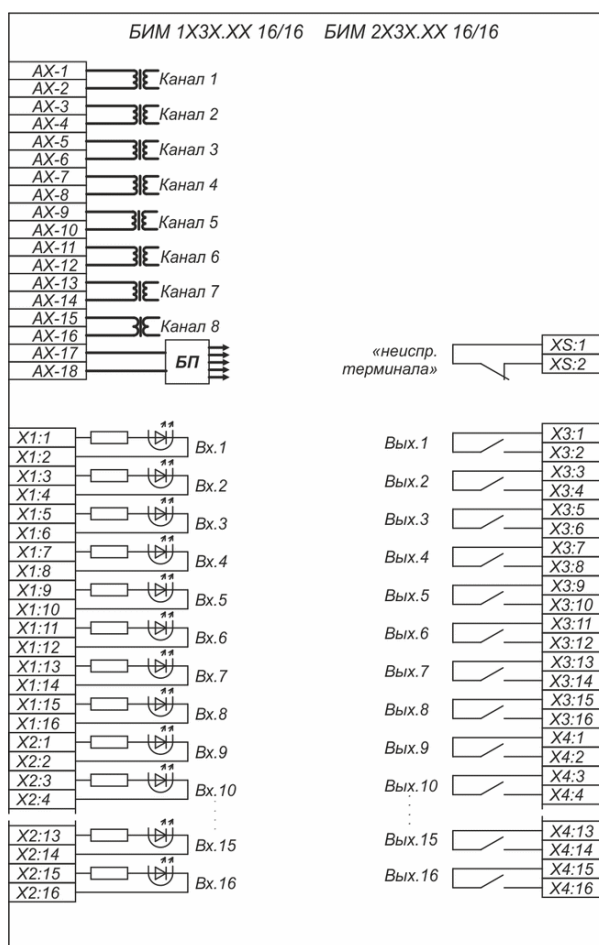 БИМ 1Х3Х.ХХ 16/16 БИМ 2Х3Х.ХХ 16/16
АХ-1
АХ-2
Канал 1
АХ-3
АХ-4
Канал 2
АХ-5
АХ-6
Канал 3
АХ-7
АХ-8
Канал 4
АХ-9
АХ-10
Канал 5
АХ-11
АХ-12
Канал 6
АХ-13
АХ-14
Канал 7
АХ-15
АХ-16
Канал 8
АХ-17
АХ-18
БП
«неиспр.
терминала»
XS:1
XS:2
X1:1
X1:2
Вх.1
X1:3
X1:4
Вх.2
X1:5
X1:6
Вх.3
X1:7
X1:8
Вх.4
X1:9
X1:10
Вх.5
X1:11
X1:12
Вх.6
X1:13
X1:14
Вх.7
X1:15
X1:16
Вх.8
X2:1
X2:2
Вх.9
X2:3
X2:4
Вх.10
X2:13
X2:14
Вх.15
X2:15
X2:16
Вх.16
Вых.1
X3:1
X3:2
Вых.2
X3:3
X3:4
Вых.3
X3:5
X3:6
Вых.4
X3:7
X3:8
Вых.5
X3:9
X3:10
Вых.6
X3:11
X3:12
Вых.7
X3:13
X3:14
Вых.8
X3:15
X3:16
Вых.9
X4:1
X4:2
Вых.10
X4:3
X4:4
Вых.15
X4:13
X4:14
Вых.16
X4:15
X4:16